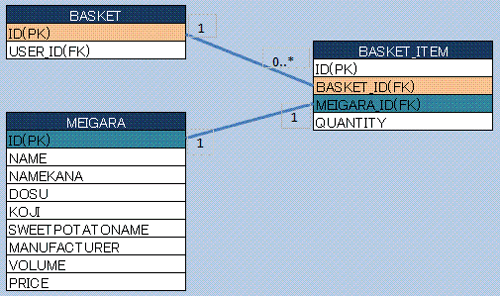 BASKET
ID(PK)
USER_ID(FK)
1
0..*
BASKET_ITEM
ID(PK)
BASKET_ID(FK)
MEIGARA_ID(FK)
QUANTITY
1
1
MEIGARA
ID(PK)
NAME
NAMEKANA
DOSU
KOJI
SWEETPOTATONAME
MANUFACTURER
VOLUME
PRICE